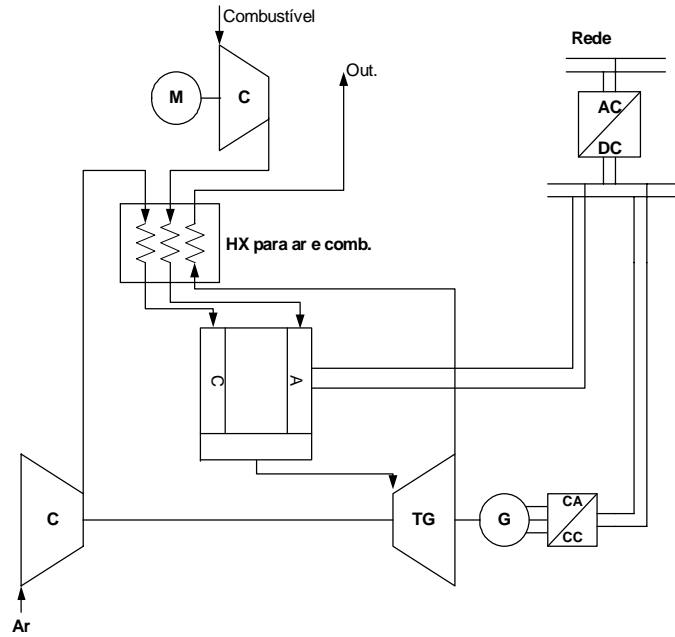 Combustível
Rede
Out.
M
C
AC
DC
HX para ar e comb.
C
A
C
TG
G
CA
CC
Ar